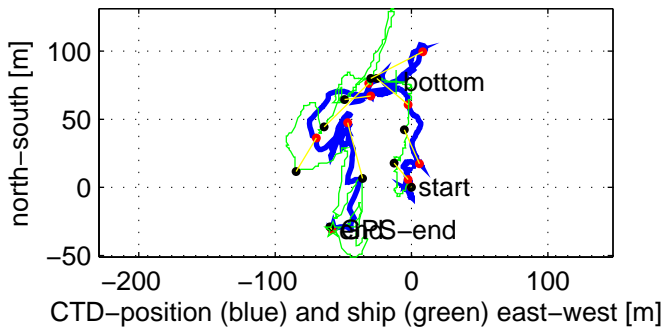 north−south [m]
100
50
0
−50
bottom
start
end
GPS−end
−200
−100
0
100
CTD−position (blue) and ship (green) east−west [m]